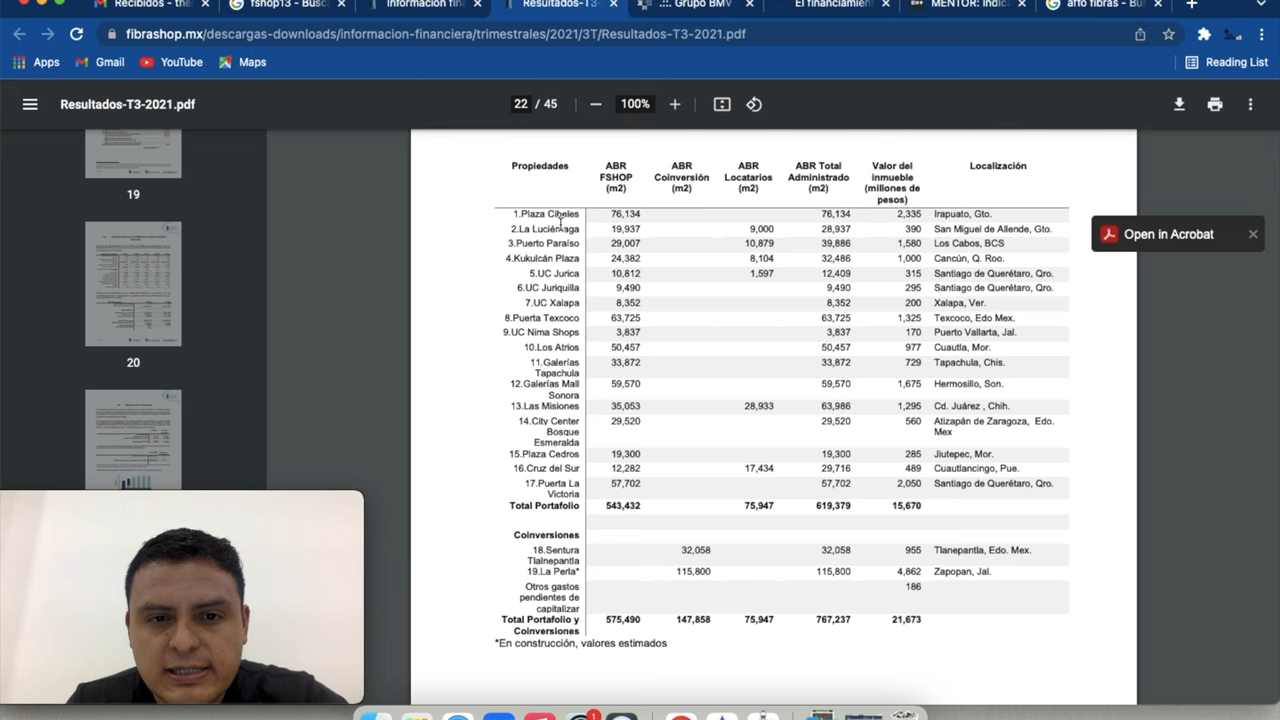 Recibidos - the
fshop13 - Busc
Información fin
Resultados-T3-
.::. Grupo BMV
El financiamien
MENTOR: Indic
affo fibras - Bu
fibrashop.mx/descargas-downloads/informacion-financiera/trimestrales/2021/3T/Resultados-T3-2021.pdf
Apps Gmail YouTube Maps Reading List
Resultados-T3-2021.pdf 22 / 45 100%
19
20
Open in Acrobat
Propiedades ABR FSHOP (m2) ABR Coinversión (m2) ABR Locatarios (m2) ABR Total Administrado (m2) Valor del inmueble (millones de pesos) Localización
1.Plaza Cibeles 76,134 76,134 2,335 Irapuato, Gto.
2.La Luciérnaga 19,937 9,000 28,937 390 San Miguel de Allende, Gto.
3.Puerto Paraíso 29,007 10,879 39,886 1,580 Los Cabos, BCS
4.Kukulcán Plaza 24,382 8,104 32,486 1,000 Cancún, Q. Roo.
5.UC Jurica 10,812 1,597 12,409 315 Santiago de Querétaro, Qro.
6.UC Juriquilla 9,490 9,490 295 Santiago de Querétaro, Qro.
7.UC Xalapa 8,352 8,352 200 Xalapa, Ver.
8.Puerta Texcoco 63,725 63,725 1,325 Texcoco, Edo Mex.
9.UC Nima Shops 3,837 3,837 170 Puerto Vallarta, Jal.
10.Los Atrios 50,457 50,457 977 Cuautla, Mor.
11.Galerías Tapachula 33,872 33,872 729 Tapachula, Chis.
12.Galerías Mall Sonora 59,570 59,570 1,675 Hermosillo, Son.
13.Las Misiones 35,053 28,933 63,986 1,295 Cd. Juárez , Chih.
14.City Center Bosque Esmeralda 29,520 29,520 560 Atizapán de Zaragoza, Edo. Mex
15.Plaza Cedros 19,300 19,300 285 Jiutepec, Mor.
16.Cruz del Sur 12,282 17,434 29,716 489 Cuautlancingo, Pue.
17.Puerta La Victoria 57,702 57,702 2,050 Santiago de Querétaro, Qro.
Total Portafolio 543,432 75,947 619,379 15,670
Coinversiones
18.Sentura Tlalnepantla 32,058 32,058 955 Tlanepantla, Edo. Mex.
19.La Perla* 115,800 115,800 4,862 Zapopan, Jal.
Otros gastos pendientes de capitalizar 186
Total Portafolio y Coinversiones 575,490 147,858 75,947 767,237 21,673
*En construcción, valores estimados
1